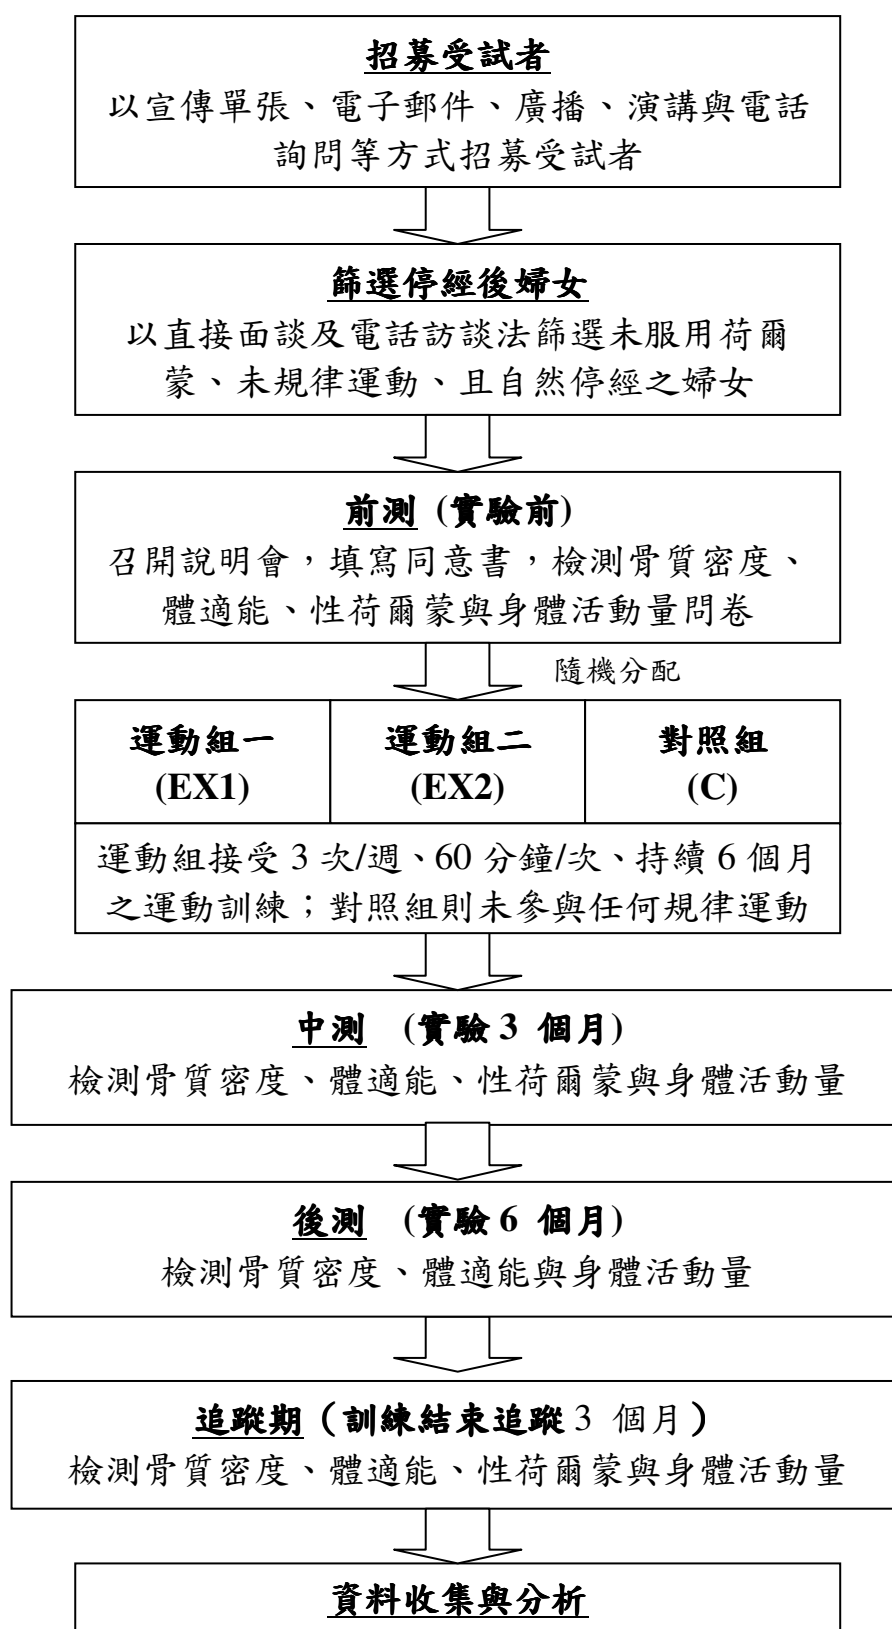 招募受試者
以宣傳單張、電子郵件、廣播、演講與電話
詢問等方式招募受試者
篩選停經後婦女
以直接面談及電話訪談法篩選未服用荷爾
蒙、未規律運動、且自然停經之婦女
前測 (實驗前)
召開說明會，填寫同意書，檢測骨質密度、
體適能、性荷爾蒙與身體活動量問卷
隨機分配
運動組一
(EX1)
運動組二
(EX2)
對照組
(C)
運動組接受 3 次/週、60 分鐘/次、持續 6 個月
之運動訓練；對照組則未參與任何規律運動
中測 (實驗 3 個月)
檢測骨質密度、體適能、性荷爾蒙與身體活動量
後測 (實驗 6 個月)
檢測骨質密度、體適能與身體活動量
追蹤期（訓練結束追蹤 3 個月）
檢測骨質密度、體適能、性荷爾蒙與身體活動量
資料收集與分析